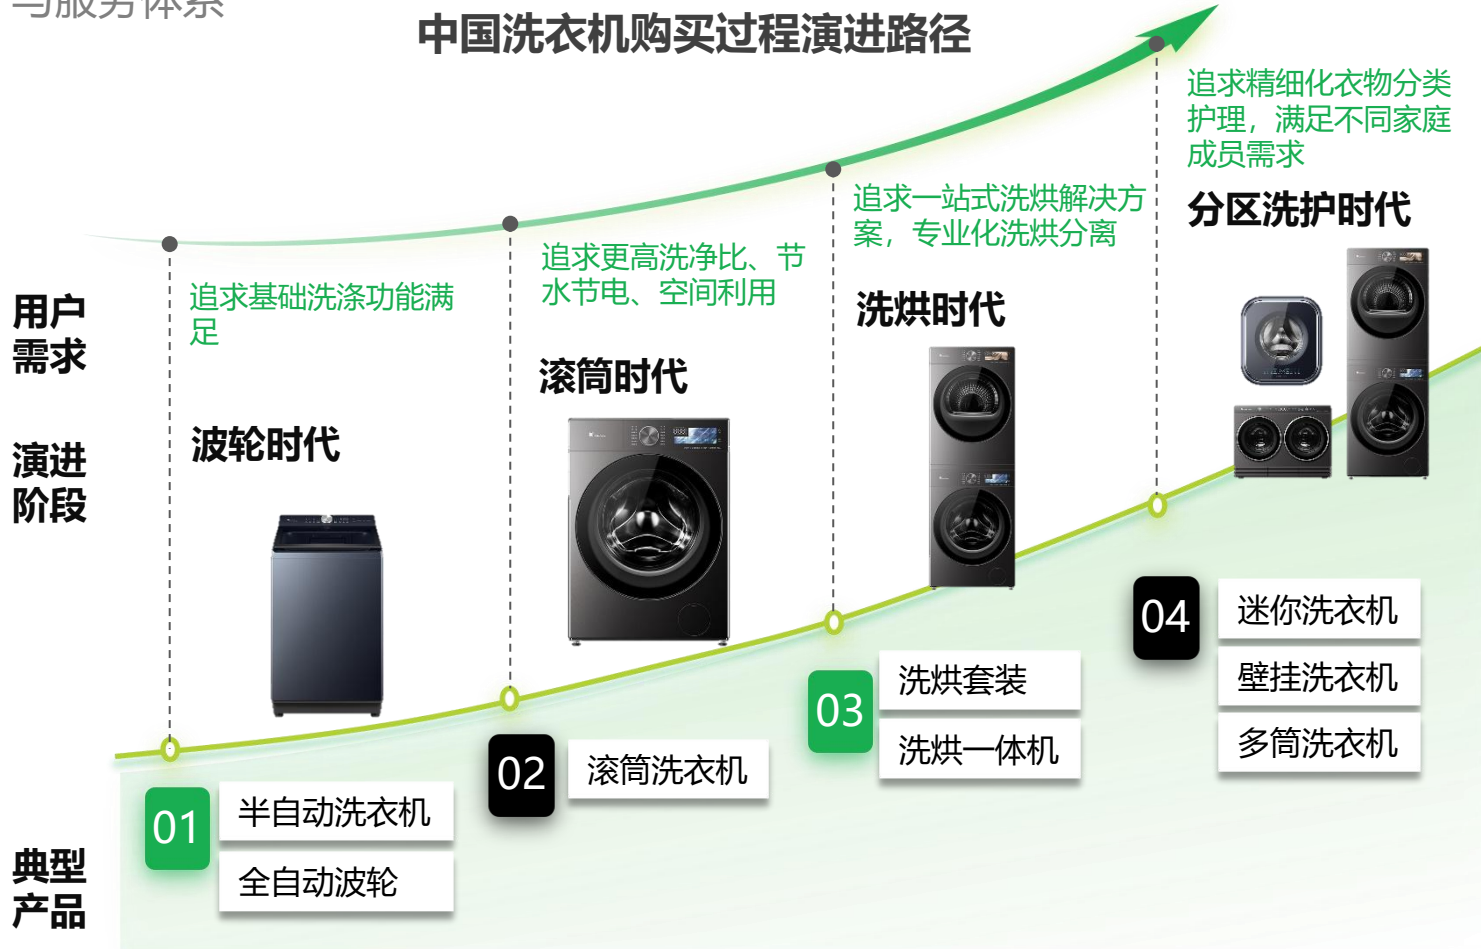 与服务体系
中国洗衣机购买过程演进路径
追求精细化衣物分类
护理，满足不同家庭
成员需求
分区洗护时代
追求一站式洗烘解决方
案，专业化洗烘分离
洗烘时代
追求更高洗净比、节
水节电、空间利用
滚筒时代
追求基础洗涤功能满
足
波轮时代
用户
需求
演进
阶段
典型
产品
01
半自动洗衣机
全自动波轮
02
滚筒洗衣机
03
洗烘套装
洗烘一体机
04
迷你洗衣机
壁挂洗衣机
多筒洗衣机